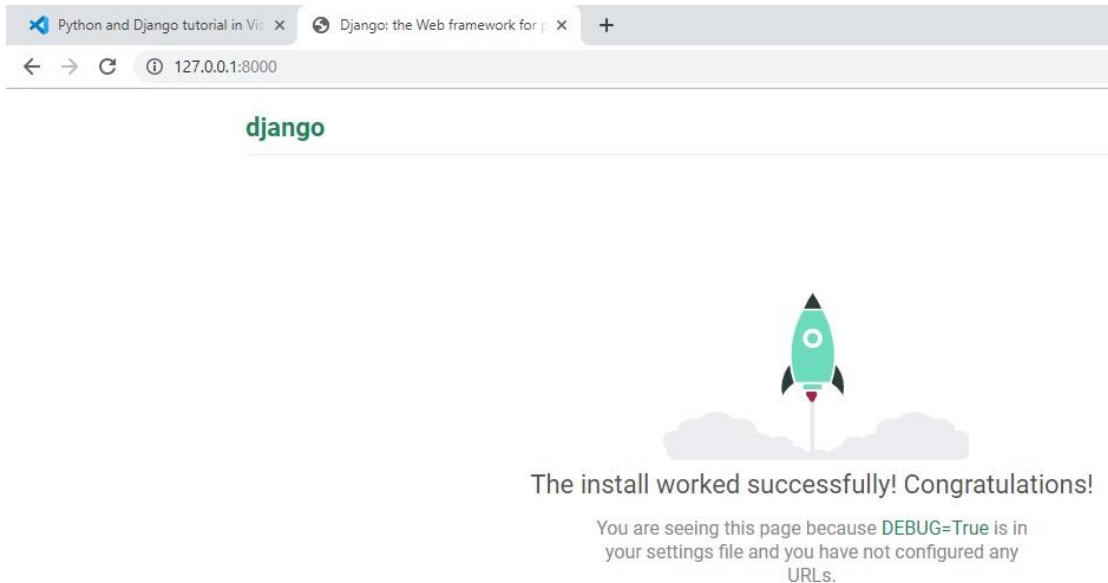 Python and Django tutorial in Vis
Django: the Web framework for p
127.0.0.1:8000
django
The install worked successfully! Congratulations!
You are seeing this page because DEBUG=True is in
your settings file and you have not configured any
URLs.